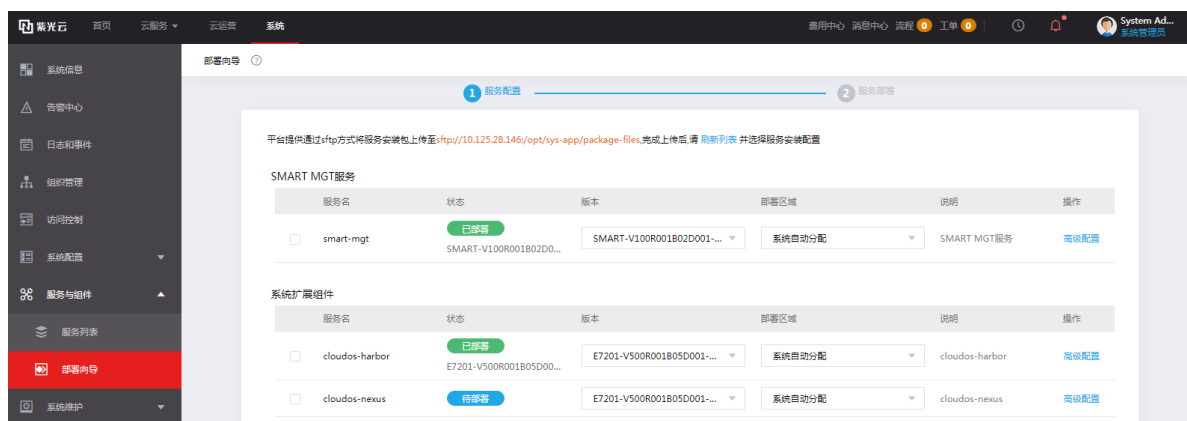 紫光云 首页 云服务 云运营 系统 费用中心 消息中心 流程 0 工单 0 System Ad...
系统管理员
部署向导
系统信息
告警中心
日志和事件
组织管理
访问控制
系统配置
服务与组件
服务列表
部署向导
系统维护
1 服务配置 2 服务部署
平台提供通过sftp方式将服务安装包上传至sftp://10.125.28.146:/opt/sys-app/package-files,完成上传后,请 刷新列表 并选择服务安装配置
SMART MGT服务
服务名 状态 版本 部署区域 说明 操作
smart-mgt 已部署 SMART-V100R001B02D001-... 系统自动分配 SMART MGT服务 高级配置
SMART-V100R001B02D0...
系统扩展组件
服务名 状态 版本 部署区域 说明 操作
cloudos-harbor 已部署 E7201-V500R001B05D001-... 系统自动分配 cloudos-harbor 高级配置
E7201-V500R001B05D00...
cloudos-nexus 待部署 E7201-V500R001B05D001-... 系统自动分配 cloudos-nexus 高级配置